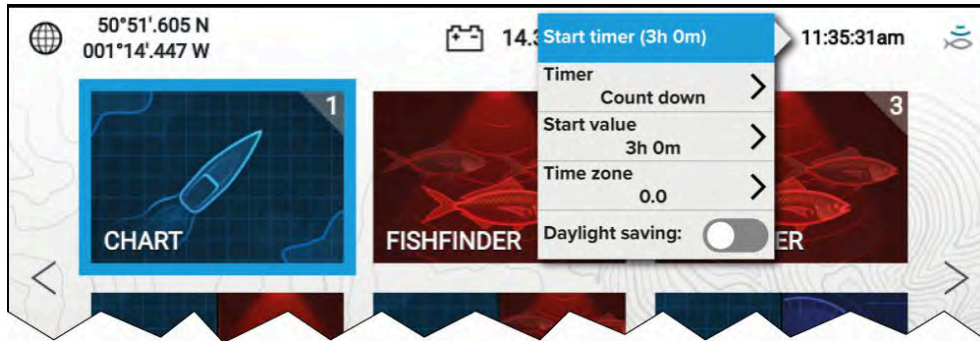 50°51'.605 N
001°14'.447 W
14.3
11:35:31am
Start timer (3h 0m)
Timer
Count down
Start value
3h 0m
Time zone
0.0
Daylight saving:
1
3
CHART
FISHFINDER
ER